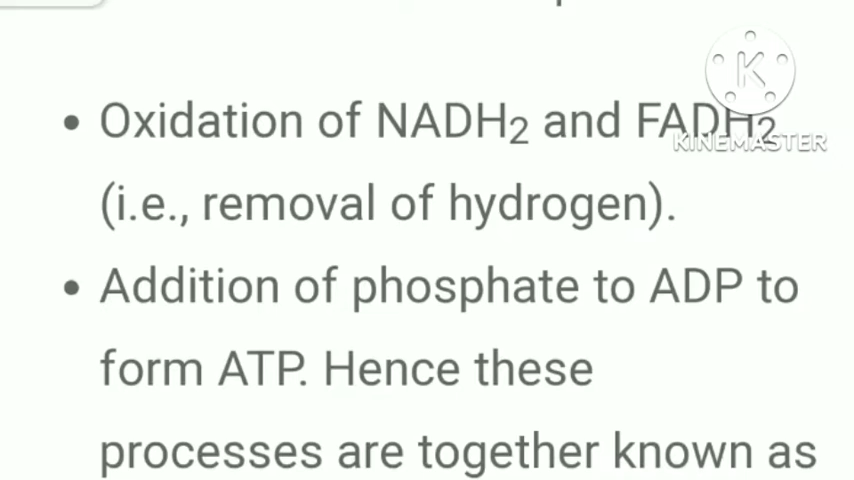 • Oxidation of NADH₂ and FADH₂
(i.e., removal of hydrogen).
• Addition of phosphate to ADP to
form ATP. Hence these
processes are together known as
K
KINEMASTER